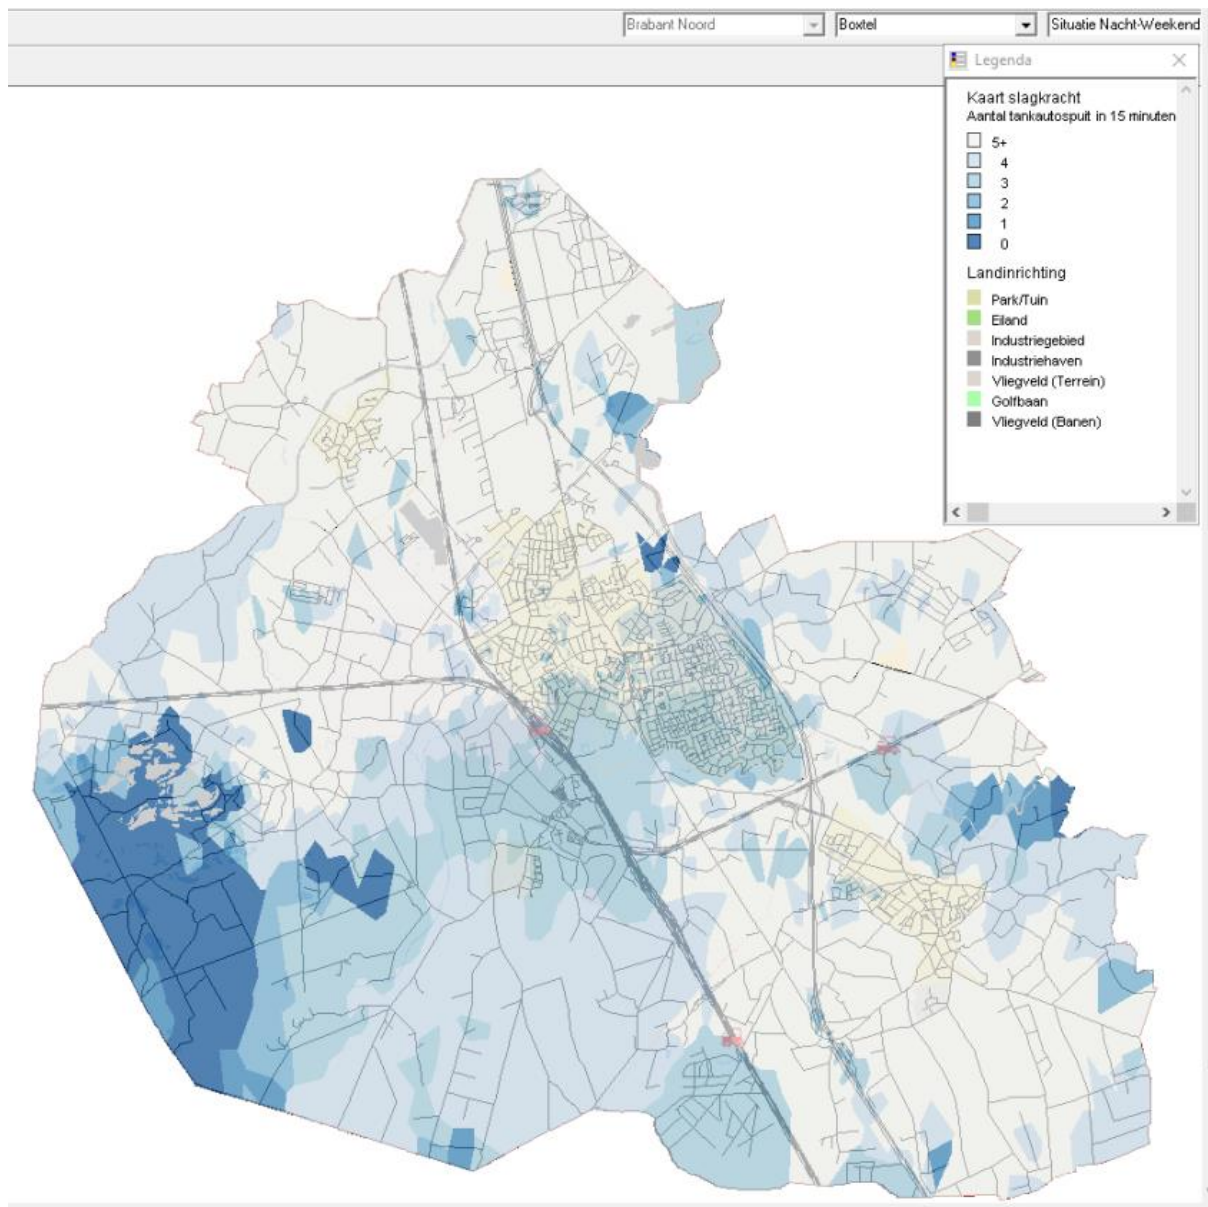 Brabant Noord
Boxtel
Situatie Nacht-Weekend
Legenda
Kaart slagkracht
Aantal tankautospuit in 15 minuten
5+
4
3
2
1
0
Landinrichting
Park/Tuin
Eiland
Industriegebied
Industriehaven
Vliegveld (Terrein)
Golfbaan
Vliegveld (Banen)